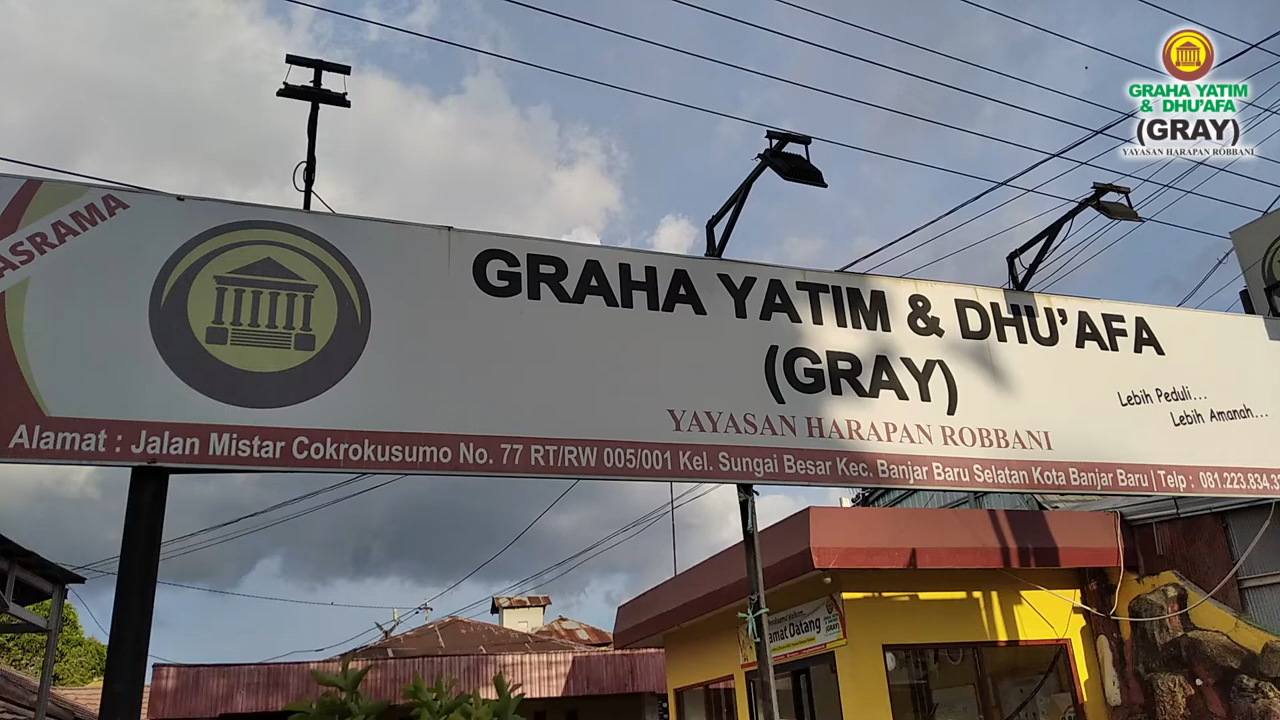 GRAHA YATIM
& DHU'AFA
(GRAY)
YAYASAN HARAPAN ROBBANI
ASRAMA
GRAHA YATIM & DHU'AFA
(GRAY)
YAYASAN HARAPAN ROBBANI
Lebih Peduli...
Lebih Amanah...
Alamat : Jalan Mistar Cokrokusumo No. 77 RT/RW 005/001 Kel. Sungai Besar Kec. Banjar Baru Selatan Kota Banjar Baru | Telp : 081.223.834.3
amat Datang
(GRAY)